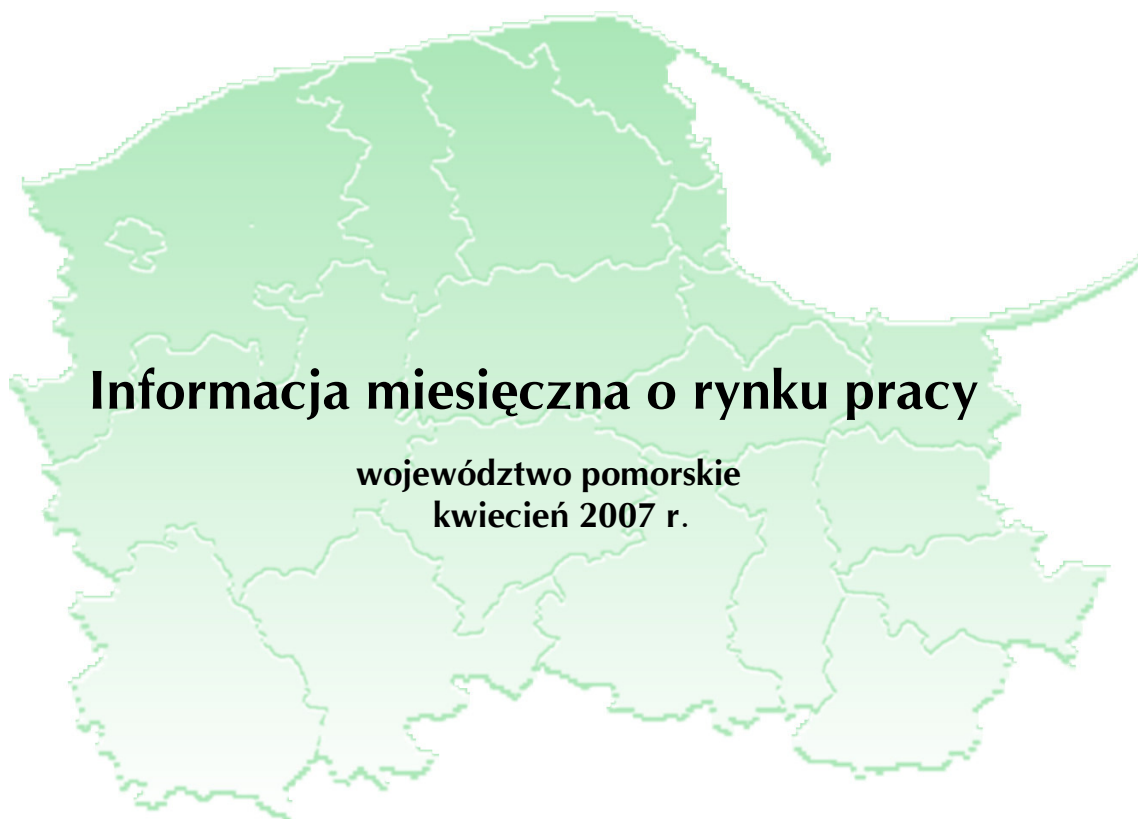 Informacja miesięczna o rynku pracy
województwo pomorskie
kwiecień 2007 r.